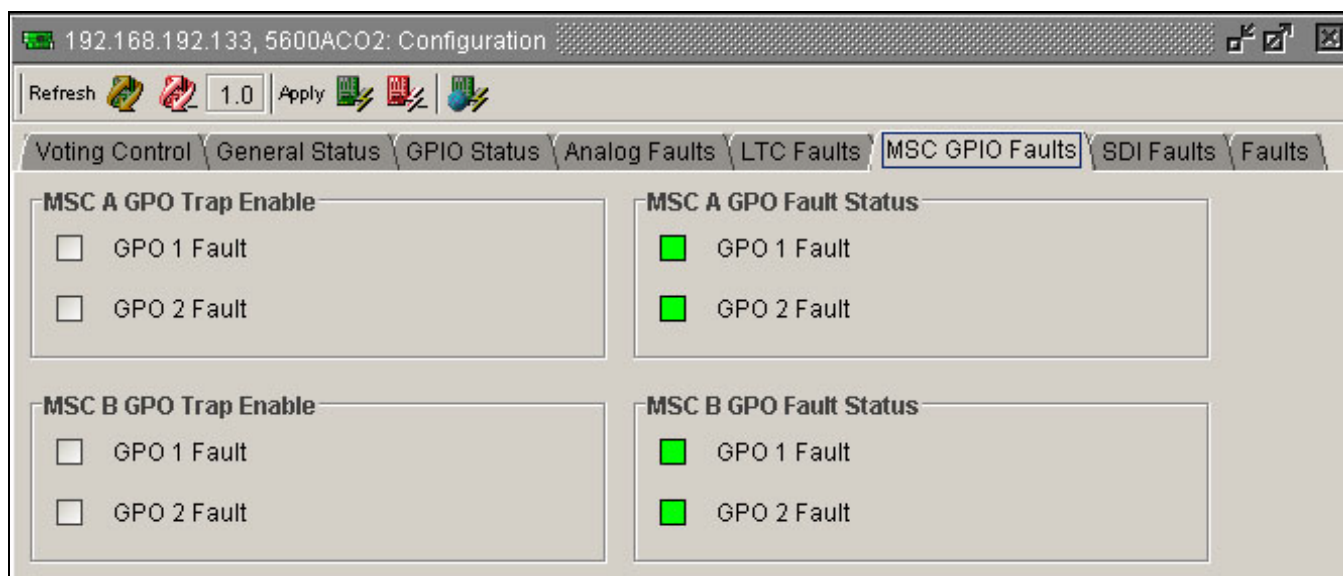 192.168.192.133, 5600ACO2: Configuration
Refresh 1.0 Apply
Voting Control General Status GPIO Status Analog Faults LTC Faults MSC GPIO Faults SDI Faults Faults
MSC A GPO Trap Enable
GPO 1 Fault
GPO 2 Fault
MSC A GPO Fault Status
GPO 1 Fault
GPO 2 Fault
MSC B GPO Trap Enable
GPO 1 Fault
GPO 2 Fault
MSC B GPO Fault Status
GPO 1 Fault
GPO 2 Fault